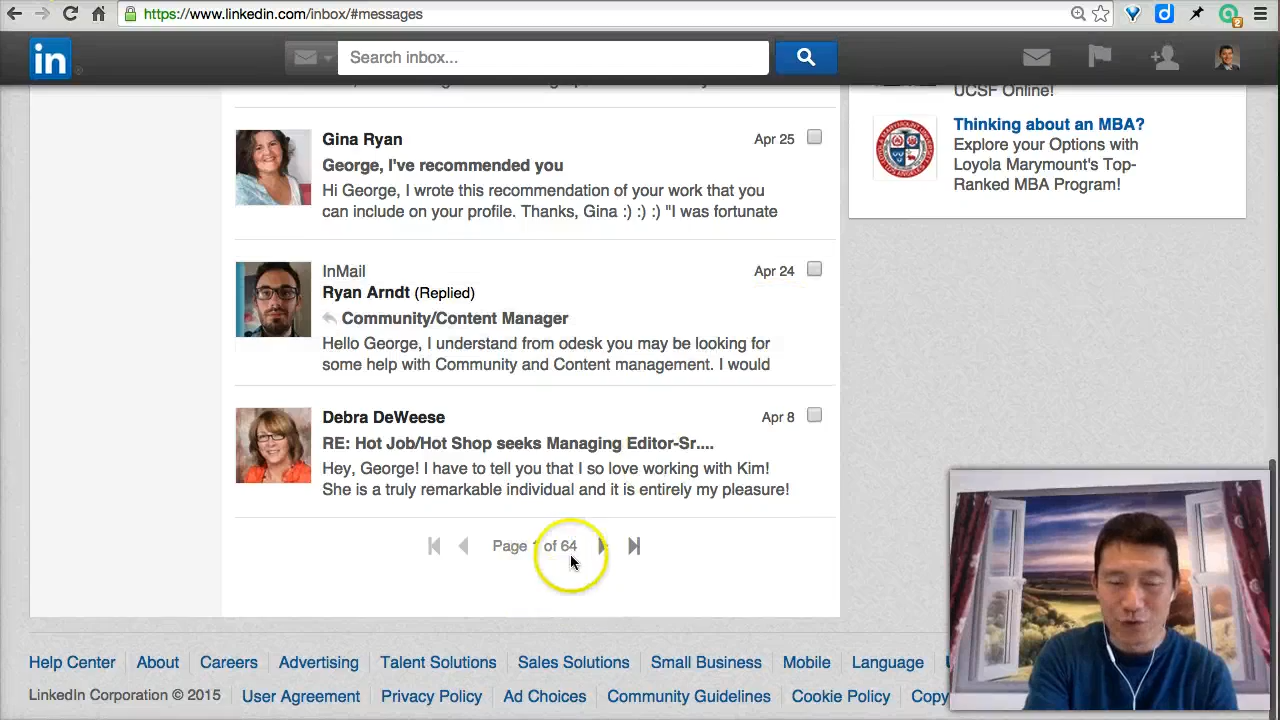 https://www.linkedin.com/inbox/#messages
2
in
Search inbox...
UCSF Online!
Thinking about an MBA?
Explore your Options with
Loyola Marymount's Top-
Ranked MBA Program!
Gina Ryan
Apr 25
George, I've recommended you
Hi George, I wrote this recommendation of your work that you
can include on your profile. Thanks, Gina :) :) :) "I was fortunate
InMail
Apr 24
Ryan Arndt (Replied)
Community/Content Manager
Hello George, I understand from odesk you may be looking for
some help with Community and Content management. I would
Debra DeWeese
Apr 8
RE: Hot Job/Hot Shop seeks Managing Editor-Sr....
Hey, George! I have to tell you that I so love working with Kim!
She is a truly remarkable individual and it is entirely my pleasure!
Page 1 of 64
Help Center About Careers Advertising Talent Solutions Sales Solutions Small Business Mobile Language
LinkedIn Corporation © 2015 User Agreement Privacy Policy Ad Choices Community Guidelines Cookie Policy Copy